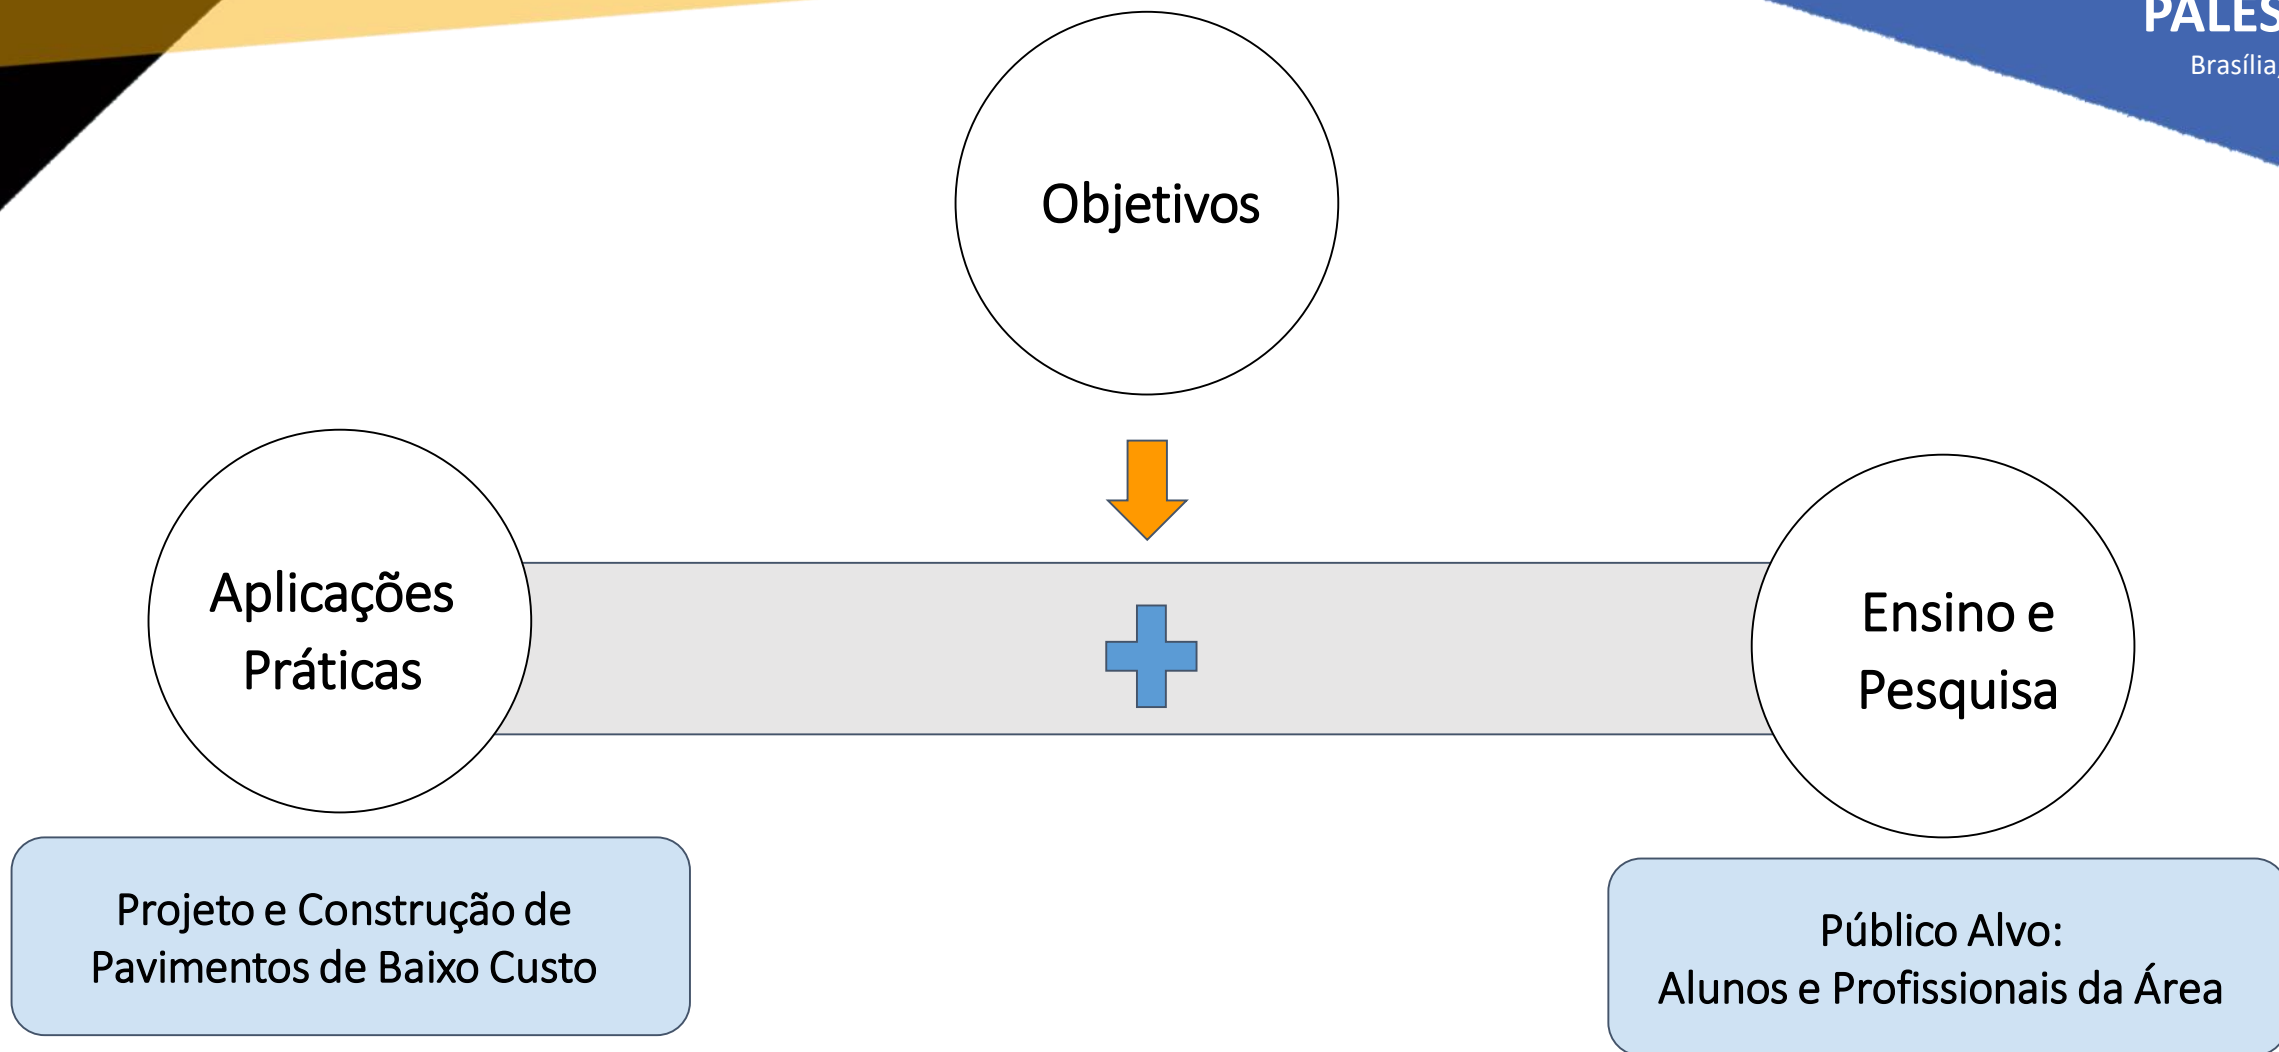 Brasília,
Objetivos
Aplicações
Práticas
Ensino e
Pesquisa
Projeto e Construção de
Pavimentos de Baixo Custo
Público Alvo:
Alunos e Profissionais da Área